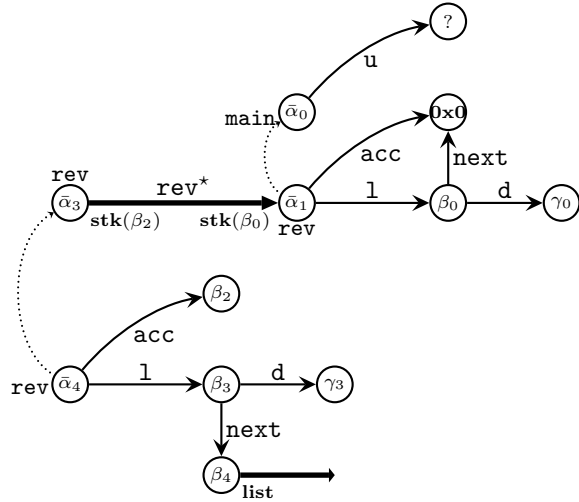 ?
u
main ᾱ₀ 0x0
acc next
rev rev⋆
ᾱ₃ ᾱ₁ l β₀ d γ₀
stk(β₂) stk(β₀) rev
β₂
acc
rev ᾱ₄ l β₃ d γ₃
next
β₄
list